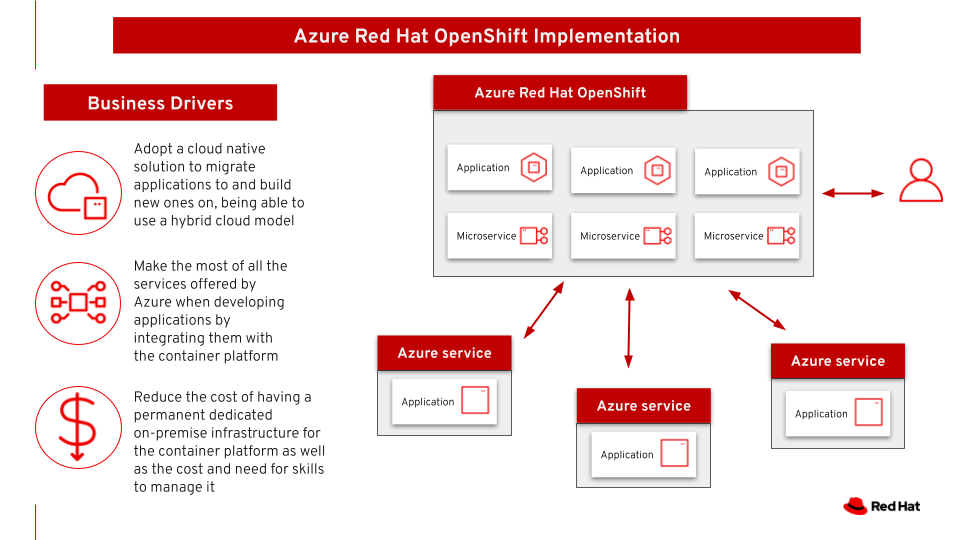 Azure Red Hat OpenShift Implementation
Business Drivers
Adopt a cloud native
solution to migrate
applications to and build
new ones on, being able to
use a hybrid cloud model
Make the most of all the
services offered by
Azure when developing
applications by
integrating them with
the container platform
Reduce the cost of having a
permanent dedicated
on-premise infrastructure for
the container platform as well
as the cost and need for skills
to manage it
Azure Red Hat OpenShift
Application
Application
Application
Microservice
Microservice
Microservice
Azure service
Application
Azure service
Application
Azure service
Application
Red Hat